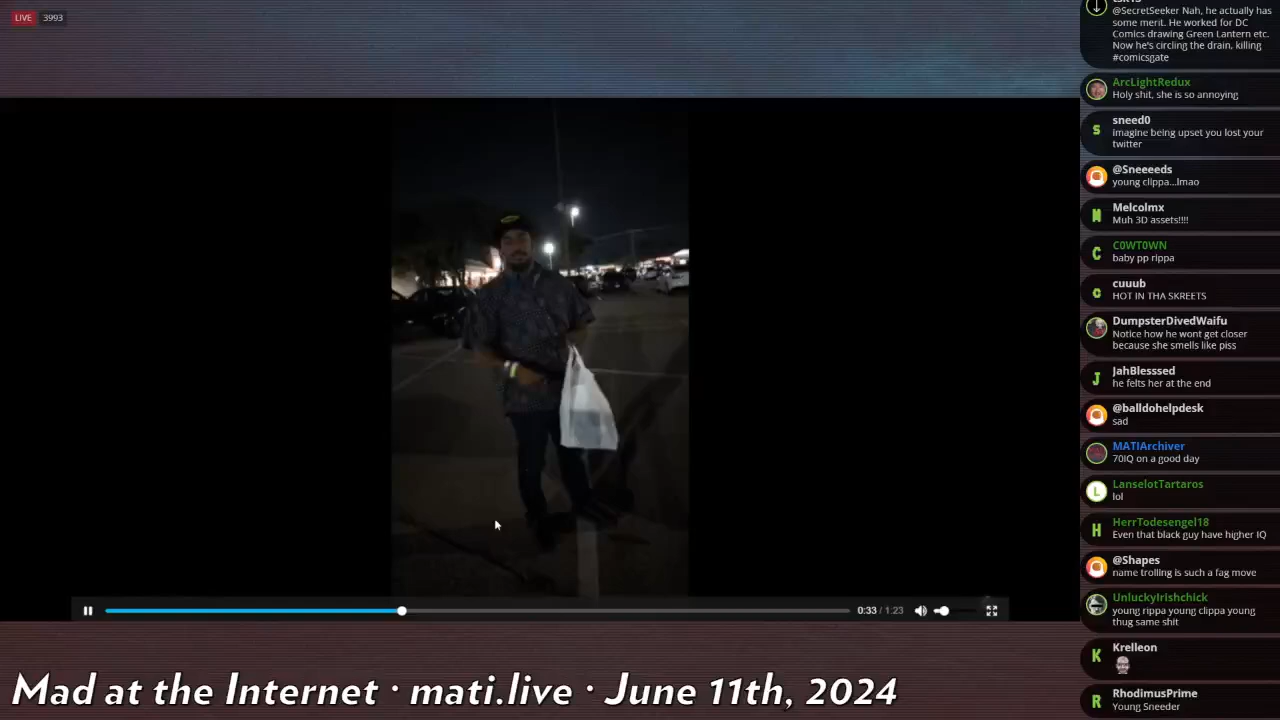 LIVE 3993
@SecretSeeker Nah, he actually has
some merit. He worked for DC
Comics drawing Green Lantern etc.
Now he's circling the drain, killing
#comicsgate
ArcLightRedux
Holy shit, she is so annoying
sneed0
imagine being upset you lost your
twitter
@Sneeeeds
young clippa...lmao
Melcolmx
Muh 3D assets!!!!
C0WT0WN
baby pp rippa
cuuub
HOT IN THA SKREETS
DumpsterDivedWaifu
Notice how he wont get closer
because she smells like piss
JahBlesssed
he felts her at the end
@balldohelpdesk
sad
MATIArchiver
70IQ on a good day
LanselotTartaros
lol
HerrTodesengel18
Even that black guy have higher IQ
@Shapes
name trolling is such a fag move
UnluckyIrishchick
young rippa young clippa young
thug same shit
Krelleon
RhodimusPrime
Young Sneeder
0:33 / 1:23
Mad at the Internet · mati.live · June 11th, 2024